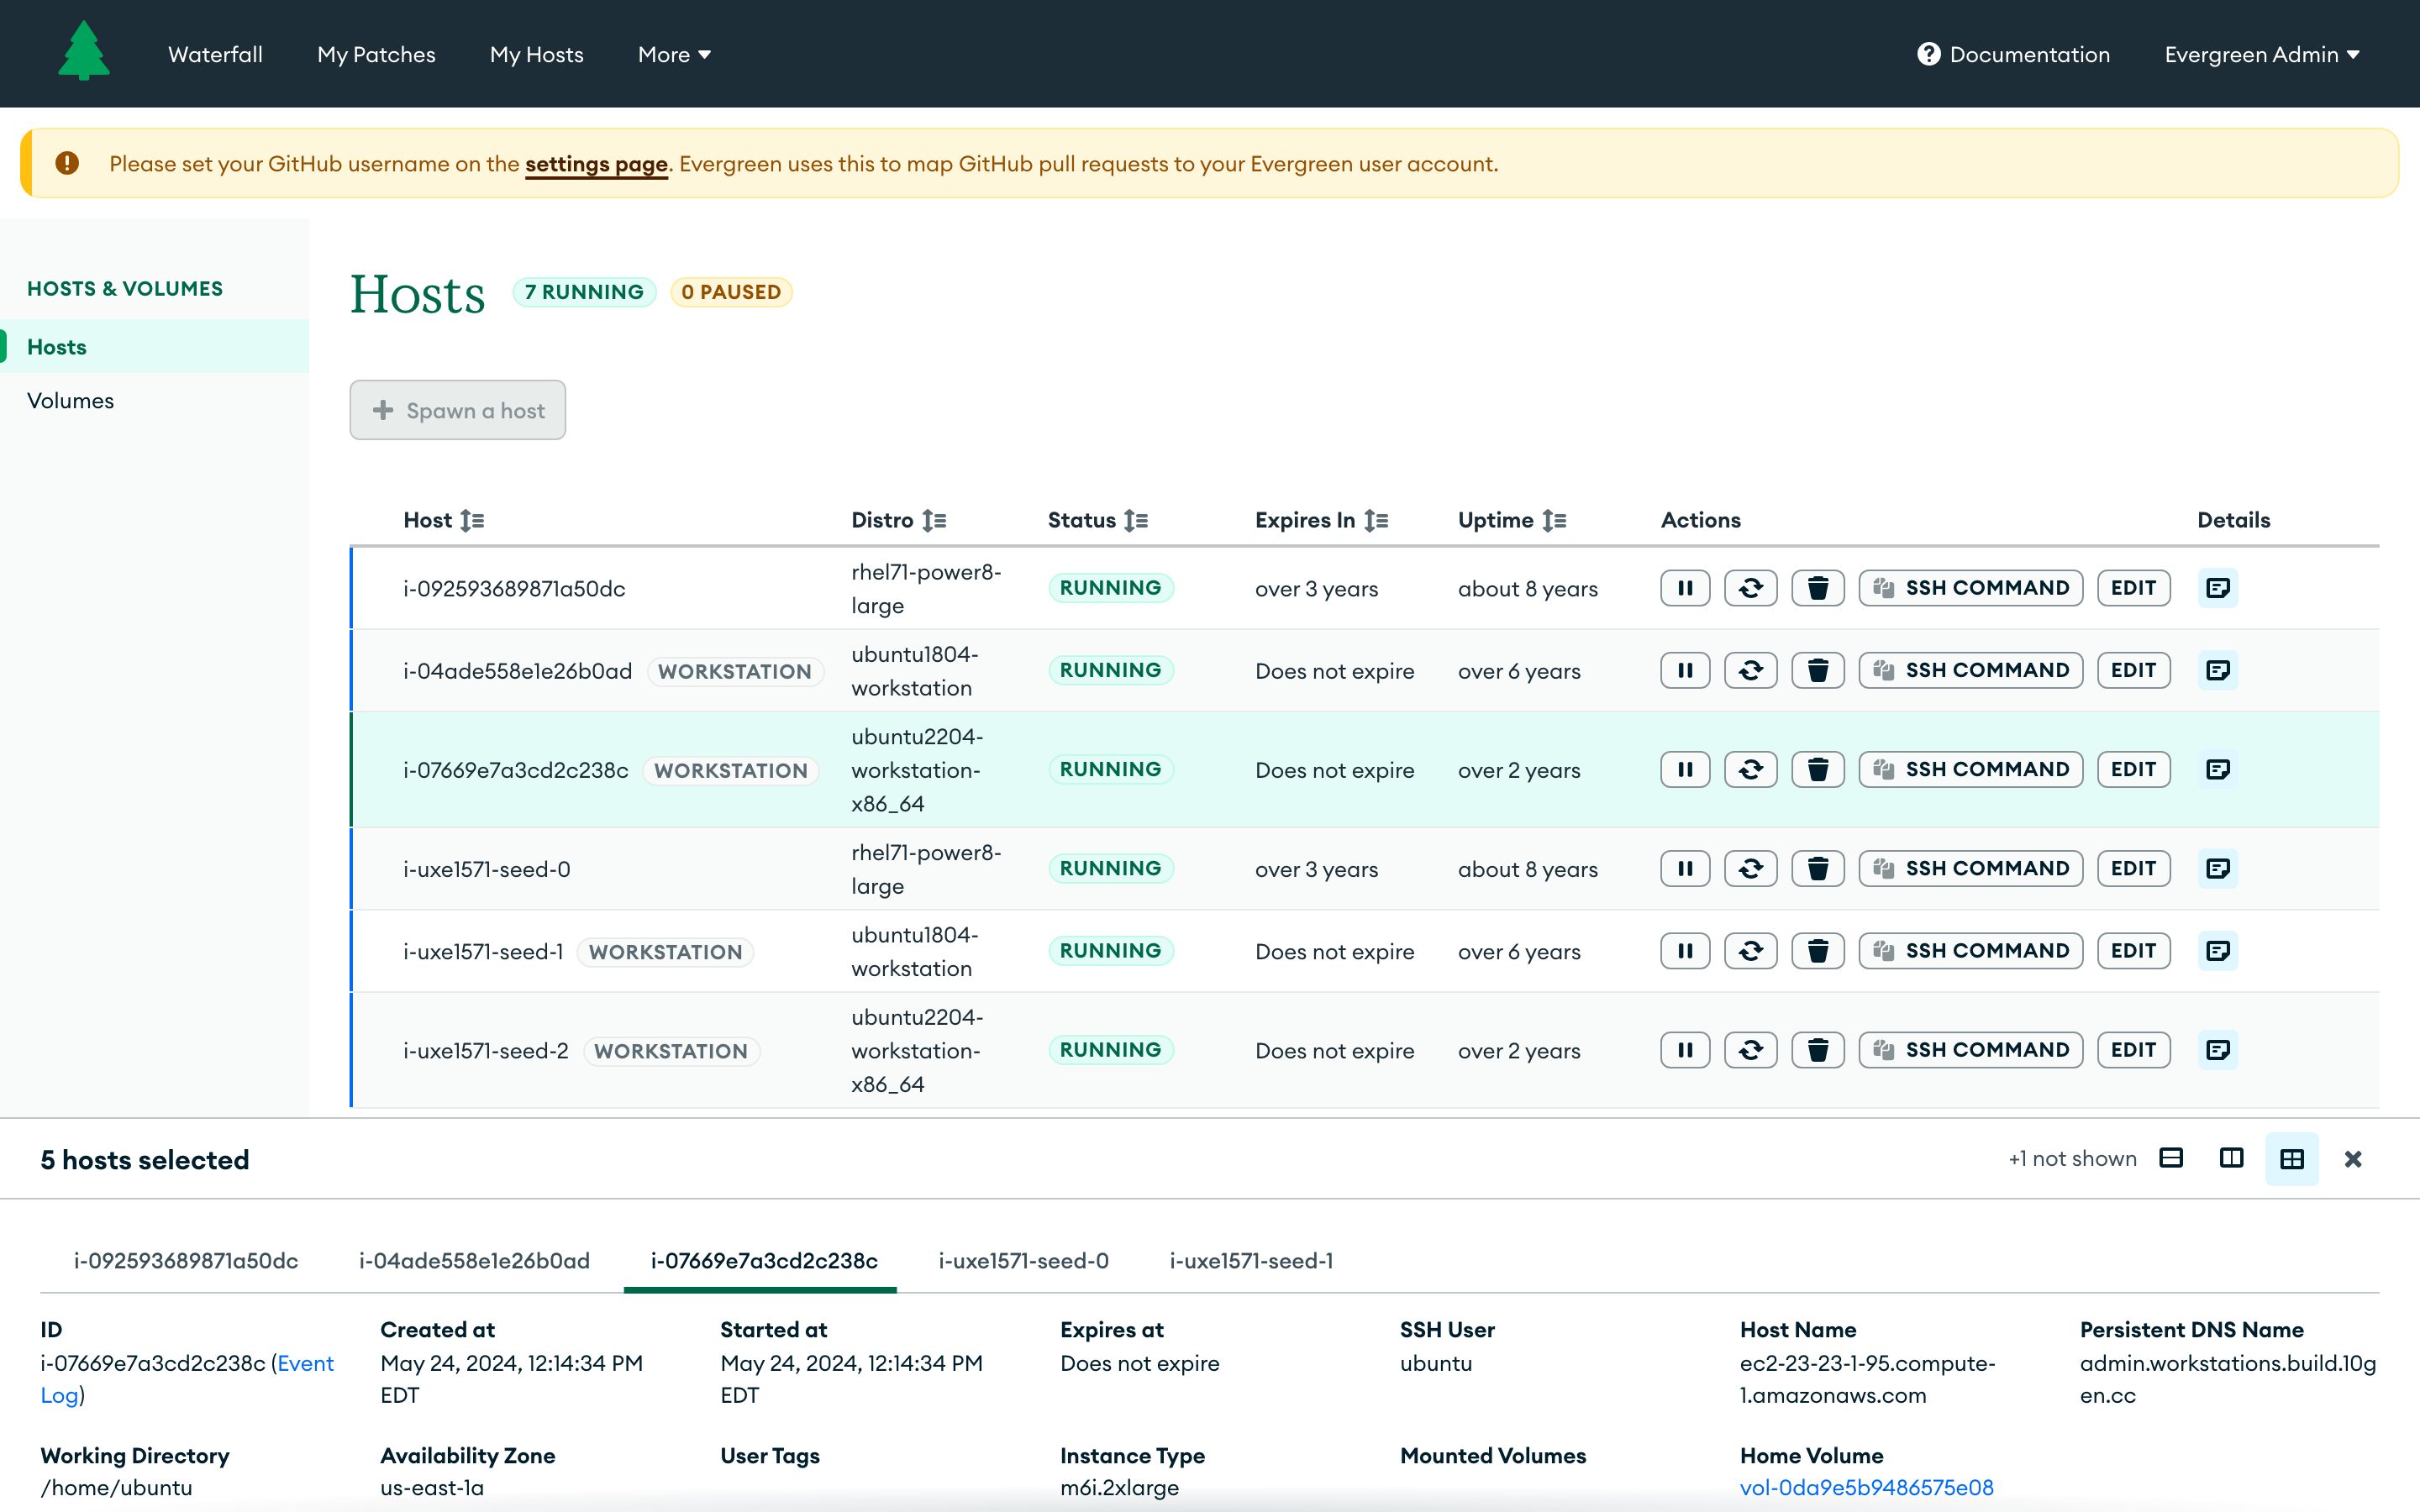 Waterfall My Patches My Hosts More Documentation Evergreen Admin
Please set your GitHub username on the settings page. Evergreen uses this to map GitHub pull requests to your Evergreen user account.
HOSTS & VOLUMES
Hosts
Volumes
Hosts 7 RUNNING 0 PAUSED
Spawn a host
Host Distro Status Expires In Uptime Actions Details
i-092593689871a50dc rhel71-power8-large RUNNING over 3 years about 8 years SSH COMMAND EDIT
i-04ade558e1e26b0ad WORKSTATION ubuntu1804-workstation RUNNING Does not expire over 6 years SSH COMMAND EDIT
i-07669e7a3cd2c238c WORKSTATION ubuntu2204-workstation-x86_64 RUNNING Does not expire over 2 years SSH COMMAND EDIT
i-uxe1571-seed-0 rhel71-power8-large RUNNING over 3 years about 8 years SSH COMMAND EDIT
i-uxe1571-seed-1 WORKSTATION ubuntu1804-workstation RUNNING Does not expire over 6 years SSH COMMAND EDIT
i-uxe1571-seed-2 WORKSTATION ubuntu2204-workstation-x86_64 RUNNING Does not expire over 2 years SSH COMMAND EDIT
5 hosts selected +1 not shown
i-092593689871a50dc i-04ade558e1e26b0ad i-07669e7a3cd2c238c i-uxe1571-seed-0 i-uxe1571-seed-1
ID
i-07669e7a3cd2c238c (Event
Log)
Created at
May 24, 2024, 12:14:34 PM
EDT
Started at
May 24, 2024, 12:14:34 PM
EDT
Expires at
Does not expire
SSH User
ubuntu
Host Name
ec2-23-23-1-95.compute-
1.amazonaws.com
Persistent DNS Name
admin.workstations.build.10g
en.cc
Working Directory
/home/ubuntu
Availability Zone
us-east-1a
User Tags
Instance Type
m6i.2xlarge
Mounted Volumes
Home Volume
vol-0da9e5b9486575e08